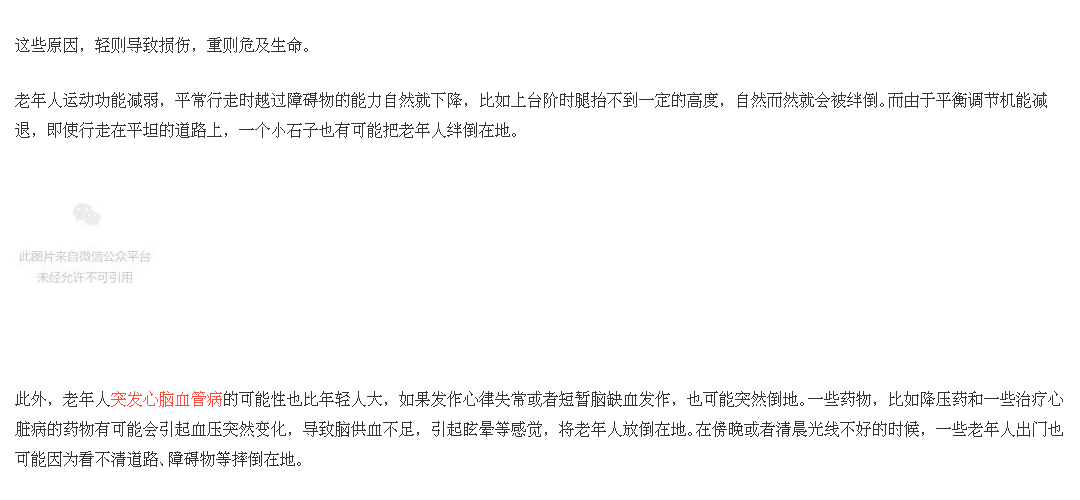 这些原因，轻则导致损伤，重则危及生命。
老年人运动功能减弱，平常行走时越过障碍物的能力自然就下降，比如上台阶时腿抬不到一定的高度，自然而然就会被绊倒。而由于平衡调节机能减
退，即使行走在平坦的道路上，一个小石子也有可能把老年人绊倒在地。
此图片来自微信公众平台
未经允许不可引用
此外，老年人突发心脑血管病的可能性也比年轻人大，如果发作心律失常或者短暂脑缺血发作，也可能突然倒地。一些药物，比如降压药和一些治疗心
脏病的药物有可能会引起血压突然变化，导致脑供血不足，引起眩晕等感觉，将老年人放倒在地。在傍晚或者清晨光线不好的时候，一些老年人出门也
可能因为看不清道路、障碍物等摔倒在地。